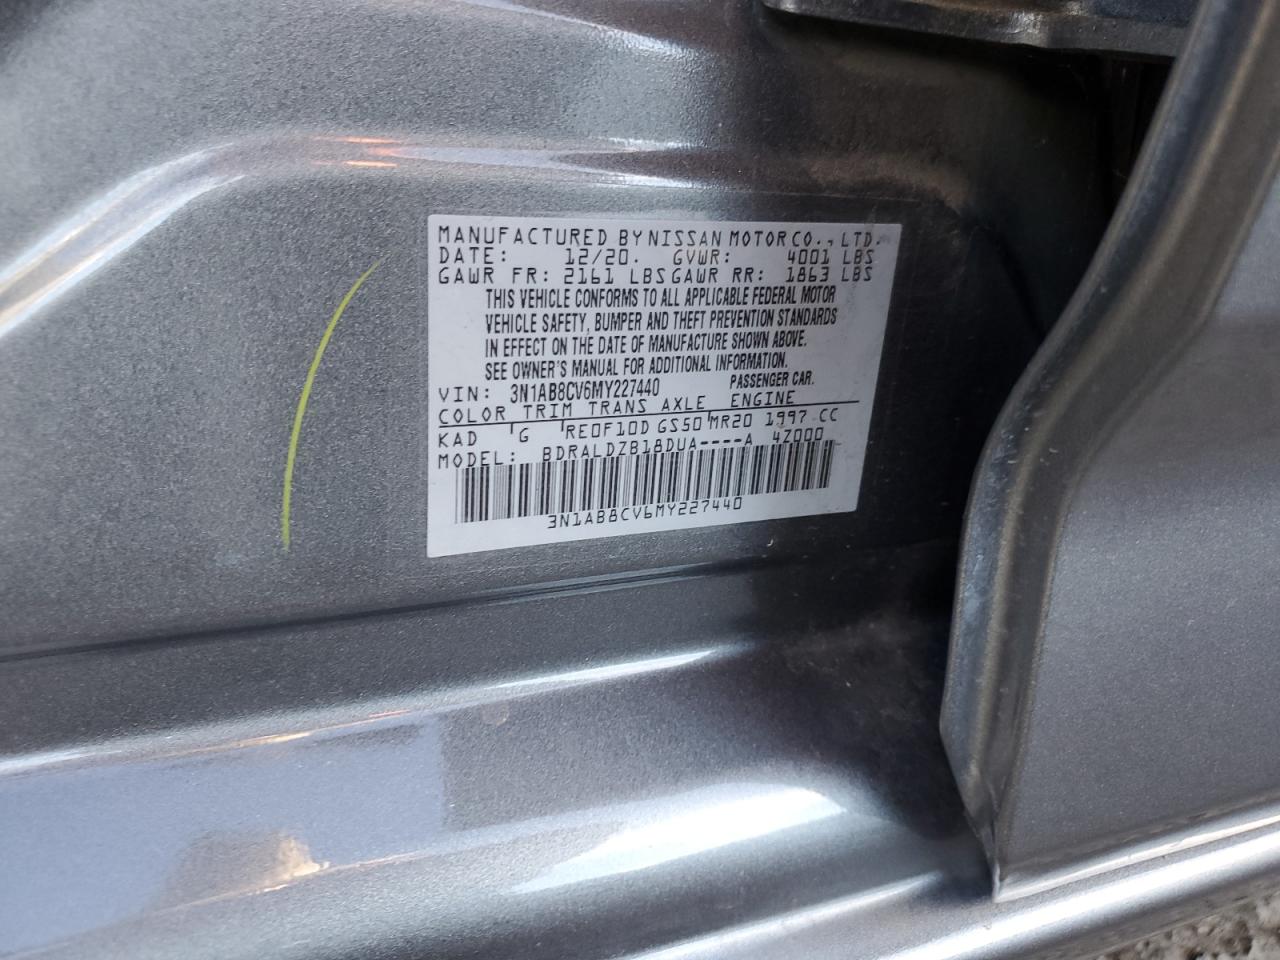 MANUFACTURED BY NISSAN MOTOR CO., LTD.
DATE: 12/20. GVWR: 4001 LBS
GAWR FR: 2161 LBS GAWR RR: 1863 LBS
THIS VEHICLE CONFORMS TO ALL APPLICABLE FEDERAL MOTOR
VEHICLE SAFETY, BUMPER AND THEFT PREVENTION STANDARDS
IN EFFECT ON THE DATE OF MANUFACTURE SHOWN ABOVE.
SEE OWNER'S MANUAL FOR ADDITIONAL INFORMATION.
VIN: 3N1AB8CV6MY227440 PASSENGER CAR.
COLOR TRIM TRANS AXLE ENGINE
KAD G RE0F10D GS50 MR20 1997 CC
MODEL: BDRALDZB18DUA----A 4Z000
3N1AB8CV6MY227440